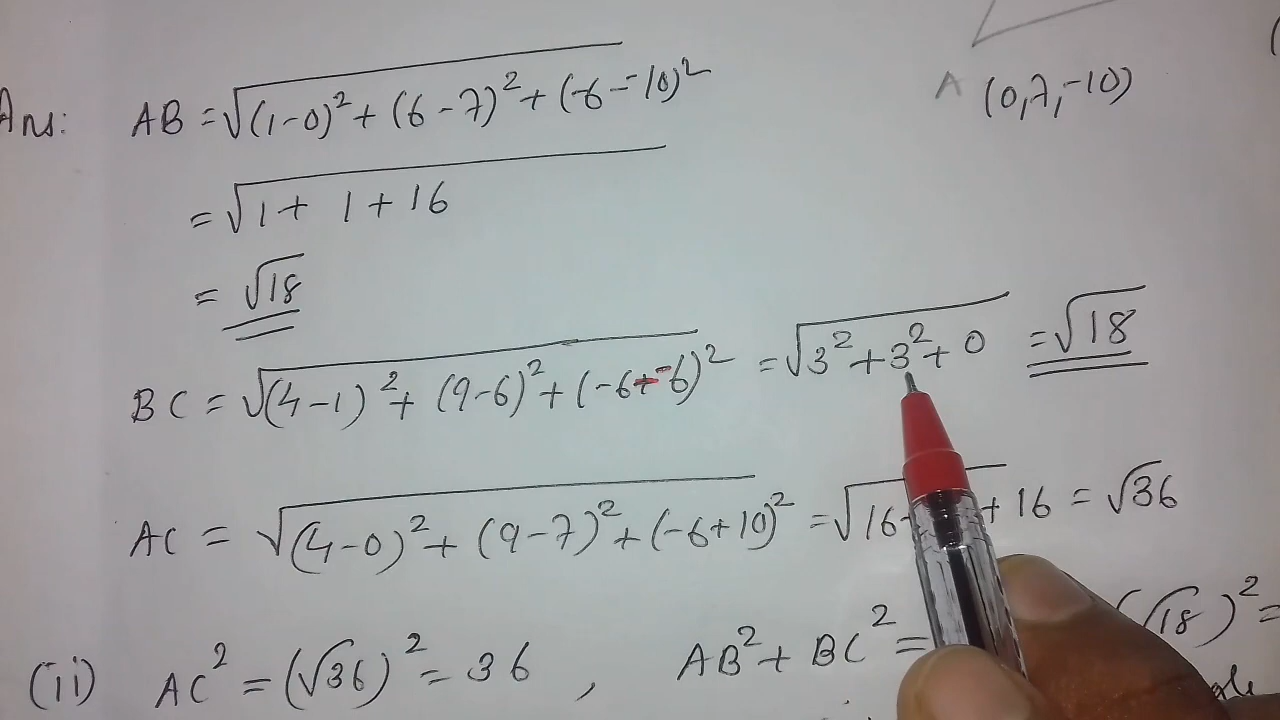 Ans: AB = √(1-0)² + (6-7)² + (-6--10)²
A (0,7,-10)
= √1 + 1 + 16
= √18
BC = √(4-1)² + (9-6)² + (-6--6)² = √3² + 3² + 0 = √18
AC = √(4-0)² + (9-7)² + (-6+10)² = √16 + 16 = √36
(ii) AC² = (√36)² = 36 , AB² + BC² = (√18)² =